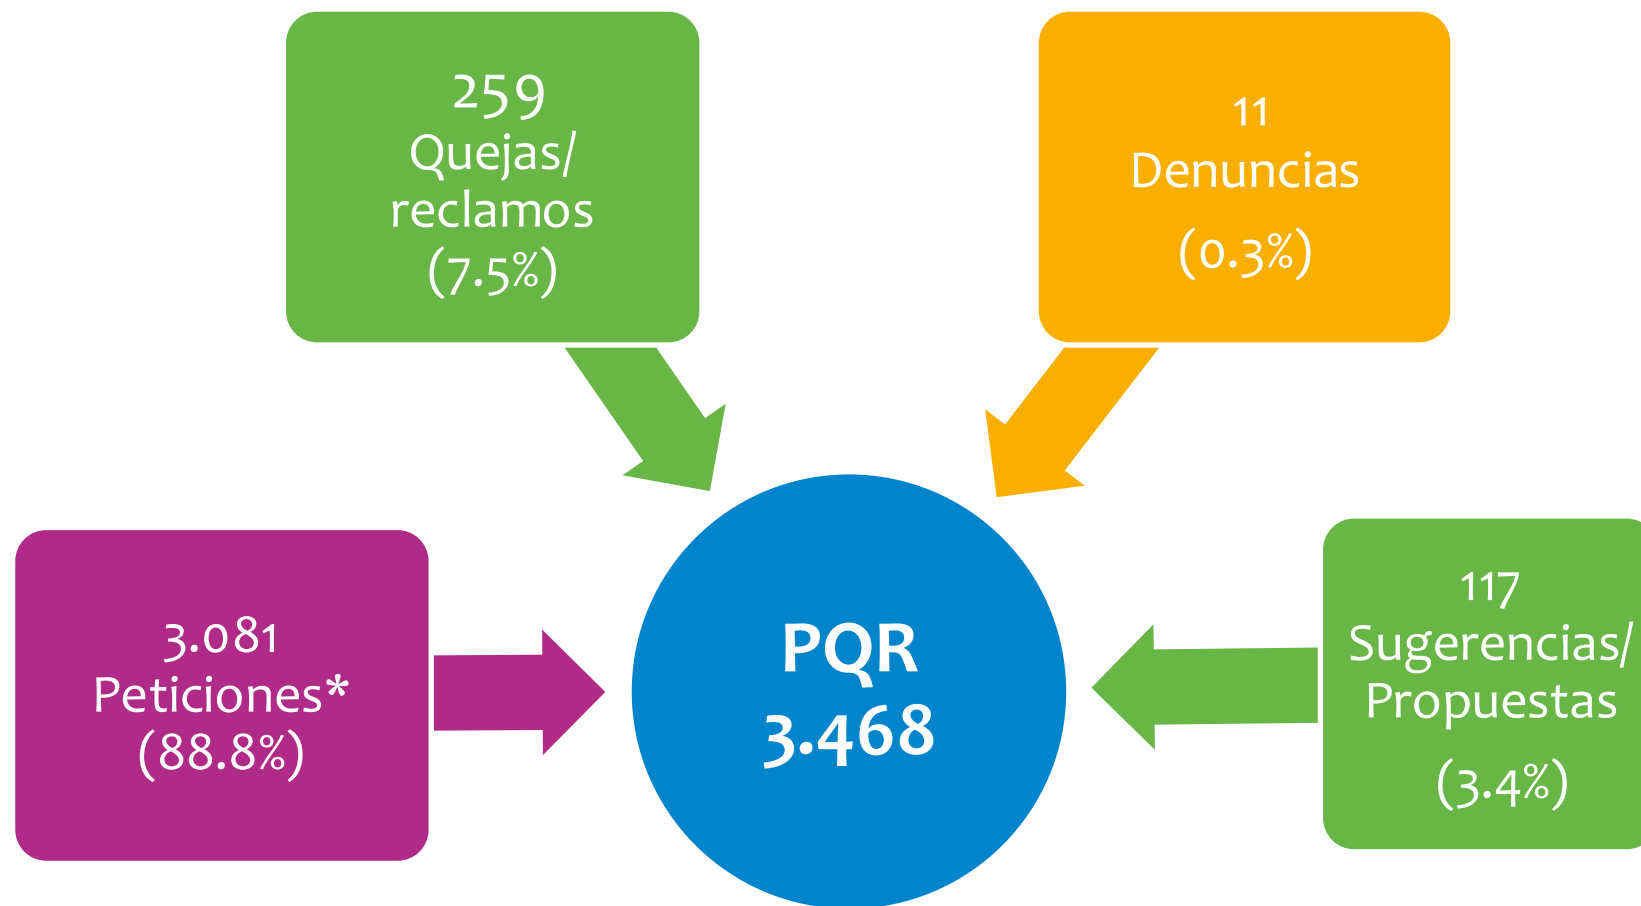 259
Quejas/
reclamos
(7.5%)
11
Denuncias
(0.3%)
3.081
Peticiones*
(88.8%)
PQR
3.468
117
Sugerencias/
Propuestas
(3.4%)